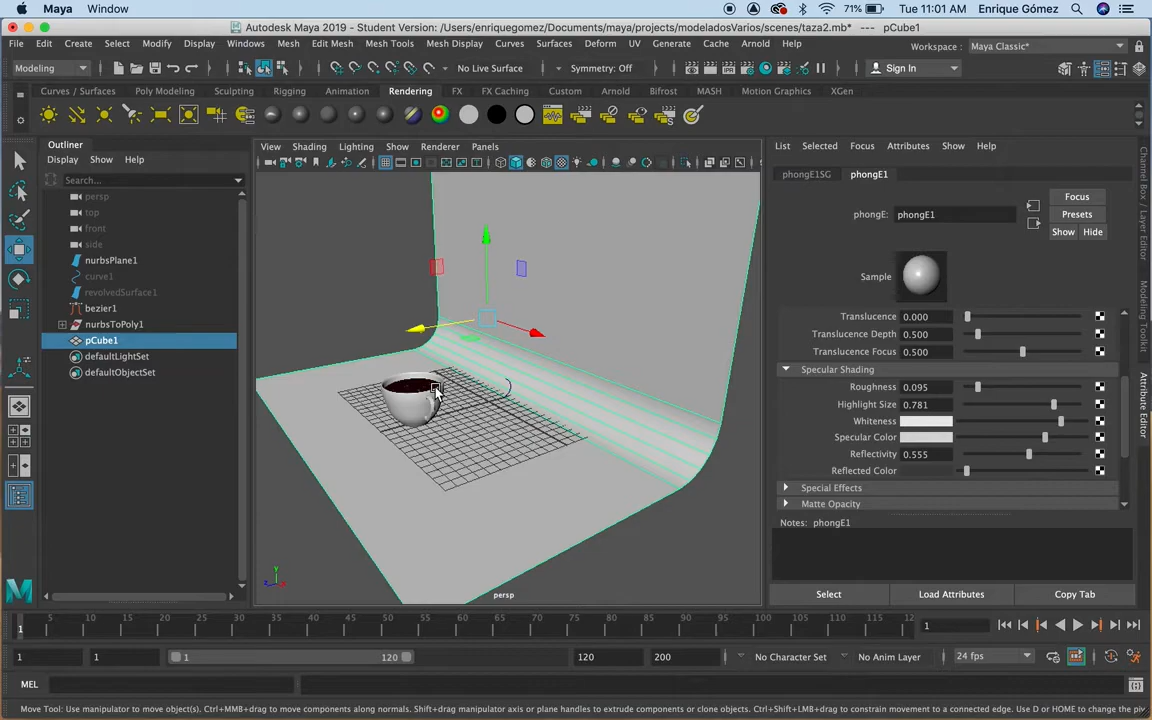 Maya Window 71% Tue 11:01 AM Enrique Gómez
Autodesk Maya 2019 - Student Version: /Users/enriquegomez/Documents/maya/projects/modeladosVarios/scenes/taza2.mb* --- pCube1
File Edit Create Select Modify Display Windows Mesh Edit Mesh Mesh Tools Mesh Display Curves Surfaces Deform UV Generate Cache Arnold Help Workspace : Maya Classic*
Modeling No Live Surface Symmetry: Off Sign In
Curves / Surfaces Poly Modeling Sculpting Rigging Animation Rendering FX FX Caching Custom Arnold Bifrost MASH Motion Graphics XGen
Outliner
Display Show Help
Search...
persp
top
front
side
nurbsPlane1
curve1
revolvedSurface1
bezier1
nurbsToPoly1
pCube1
defaultLightSet
defaultObjectSet
View Shading Lighting Show Renderer Panels
persp
List Selected Focus Attributes Show Help
phongE1SG phongE1
phongE: phongE1
Focus
Presets
Show Hide
Sample
Translucence 0.000
Translucence Depth 0.500
Translucence Focus 0.500
Specular Shading
Roughness 0.095
Highlight Size 0.781
Whiteness
Specular Color
Reflectivity 0.555
Reflected Color
Special Effects
Matte Opacity
Notes: phongE1
Select Load Attributes Copy Tab
Channel Box / Layer Editor
Modeling Toolkit
Attribute Editor
5 10 15 20 25 30 35 40 45 50 55 60 65 70 75 80 85 90 95 100 105 110 115 12
1 1
1 1 1 120 120 200 No Character Set No Anim Layer 24 fps
MEL
Move Tool: Use manipulator to move object(s). Ctrl+MMB+drag to move components along normals. Shift+drag manipulator axis or plane handles to extrude components or clone objects. Ctrl+Shift+LMB+drag to constrain movement to a connected edge. Use D or HOME to change the pi